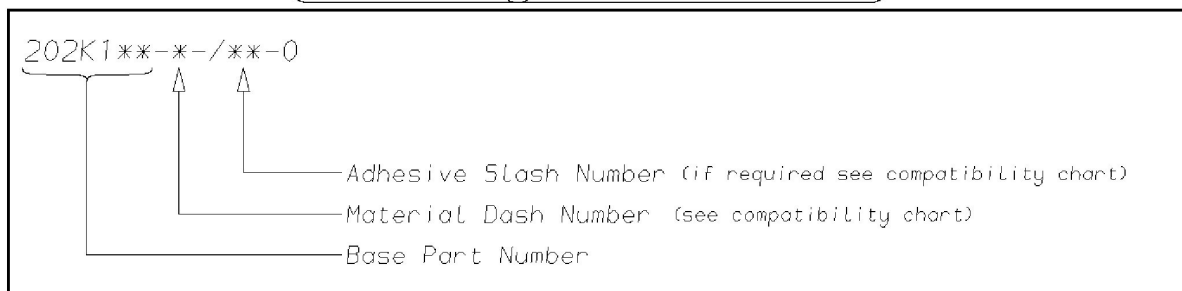 202K1**-*-/**-0
Adhesive Slash Number (if required see compatibility chart)
Material Dash Number (see compatibility chart)
Base Part Number